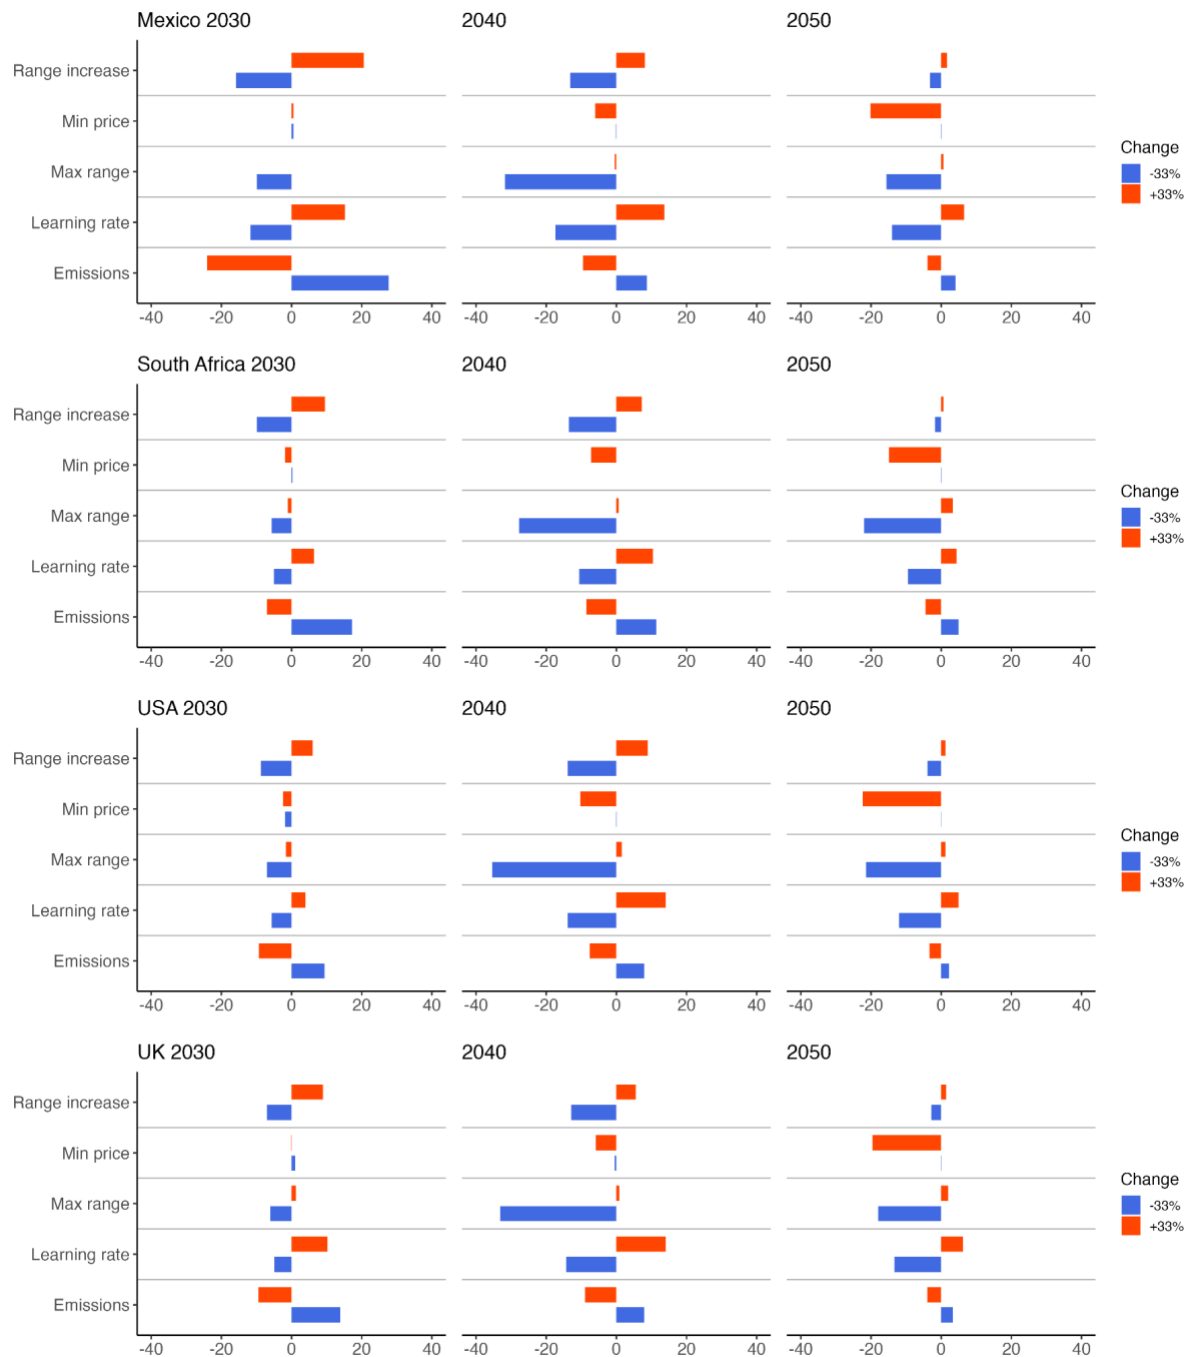 Mexico 2030 2040 2050
Range increase
Min price
Max range
Learning rate
Emissions
-40 -20 0 20 40 -40 -20 0 20 40 -40 -20 0 20 40
Change
-33%
+33%
South Africa 2030 2040 2050
Range increase
Min price
Max range
Learning rate
Emissions
-40 -20 0 20 40 -40 -20 0 20 40 -40 -20 0 20 40
Change
-33%
+33%
USA 2030 2040 2050
Range increase
Min price
Max range
Learning rate
Emissions
-40 -20 0 20 40 -40 -20 0 20 40 -40 -20 0 20 40
Change
-33%
+33%
UK 2030 2040 2050
Range increase
Min price
Max range
Learning rate
Emissions
-40 -20 0 20 40 -40 -20 0 20 40 -40 -20 0 20 40
Change
-33%
+33%